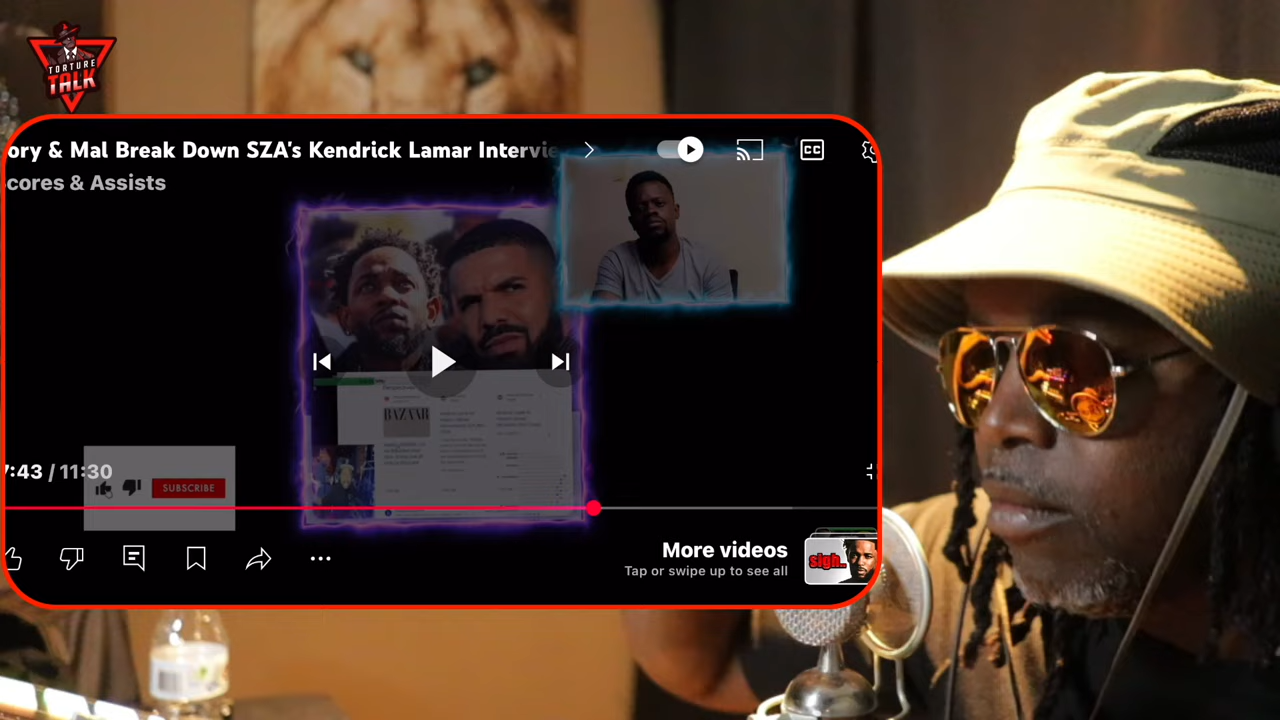 TORTURE
TALK
ory & Mal Break Down SZA's Kendrick Lamar Intervie
cores & Assists
CC
BAZAAR
7:43 / 11:30
SUBSCRIBE
More videos
Tap or swipe up to see all
sigh..